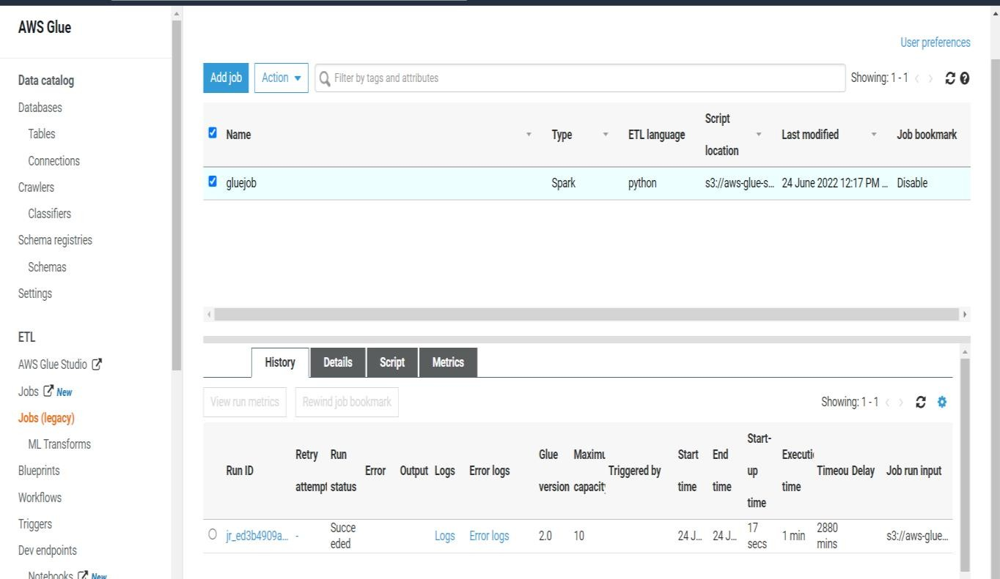 AWS Glue
Data catalog
Databases
Tables
Connections
Crawlers
Classifiers
Schema registries
Schemas
Settings
ETL
AWS Glue Studio
Jobs New
Jobs (legacy)
ML Transforms
Blueprints
Workflows
Triggers
Dev endpoints
Notebooks New
User preferences
Add job Action Filter by tags and attributes Showing: 1 - 1
Name Type ETL language Script location Last modified Job bookmark
gluejob Spark python s3://aws-glue-s... 24 June 2022 12:17 PM ... Disable
History Details Script Metrics
View run metrics Rewind job bookmark Showing: 1 - 1
Run ID Retry attempt Run status Error Output Logs Error logs Glue version Maximu capacity Triggered by Start time End time Start-up time Executi time Timeou Delay Job run input
jr_ed3b4909a... - Succeeded Logs Error logs 2.0 10 24 J... 24 J... 17 secs 1 min 2880 mins s3://aws-glue...